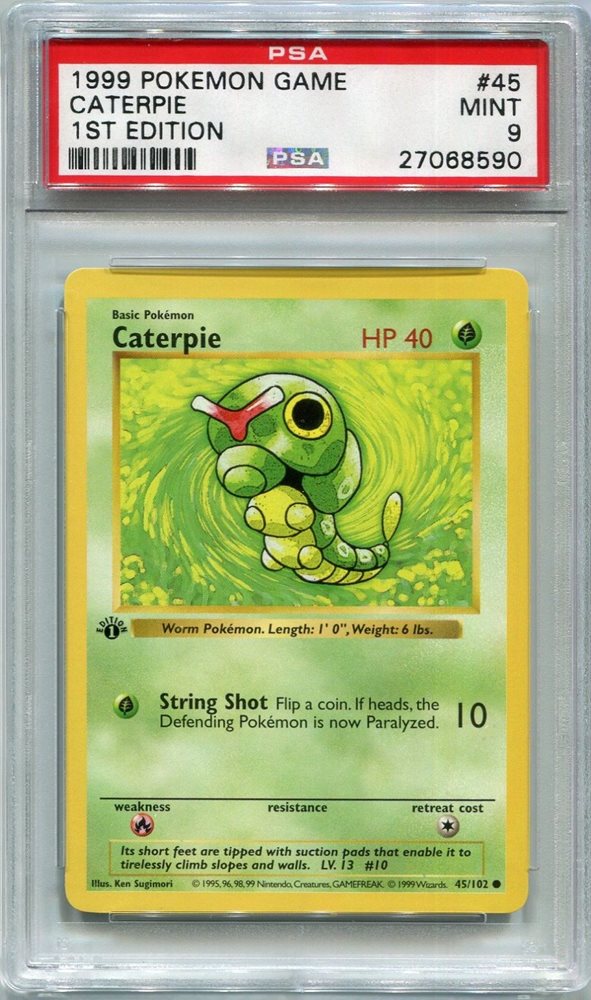 PSA
1999 POKEMON GAME #45
CATERPIE MINT
1ST EDITION 9
PSA 27068590
Basic Pokémon
Caterpie HP 40
EDITION 1
Worm Pokémon. Length: 1' 0", Weight: 6 lbs.
String Shot Flip a coin. If heads, the
Defending Pokémon is now Paralyzed. 10
weakness resistance retreat cost
Its short feet are tipped with suction pads that enable it to
tirelessly climb slopes and walls. LV. 13 #10
Illus. Ken Sugimori ©1995, 96, 98, 99 Nintendo, Creatures, GAMEFREAK. ©1999 Wizards. 45/102 ●